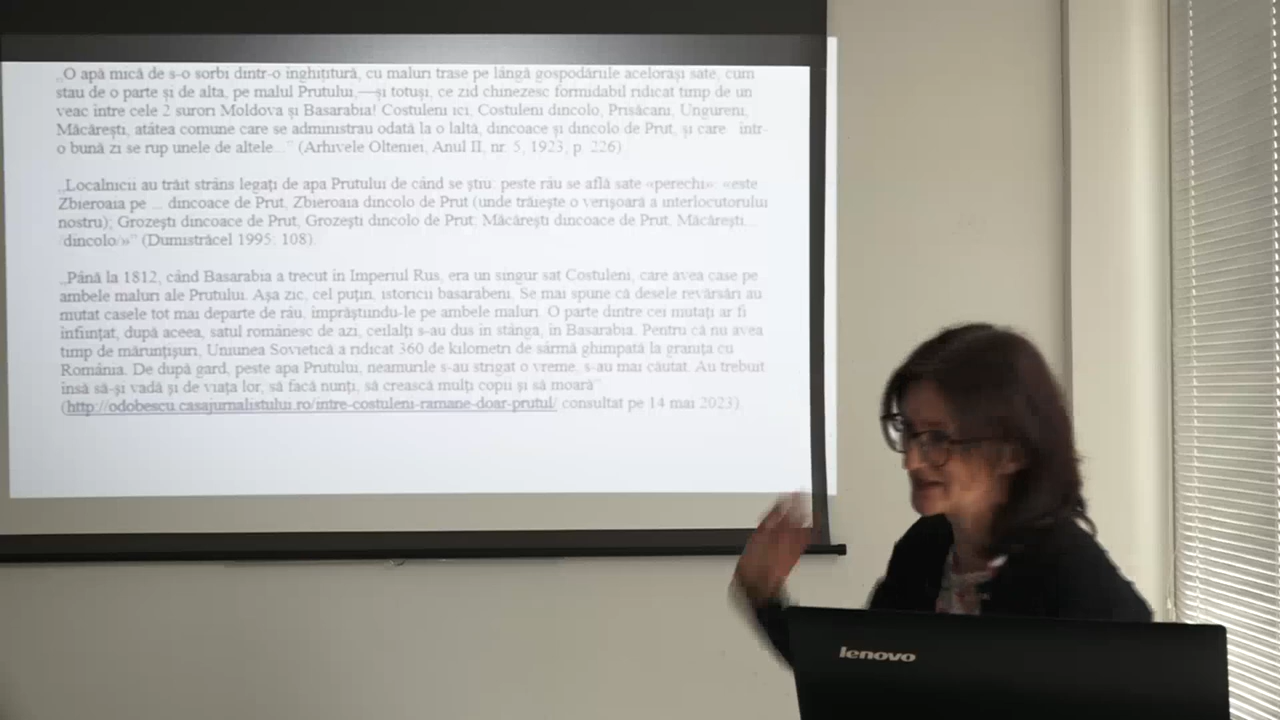 „O apă mică de s-o sorbi dintr-o înghițitură, cu maluri trase pe lângă gospodăriile acelorași sate, cum
stau de o parte și de alta, pe malul Prutului,—și totuși, ce zid chinezesc formidabil ridicat timp de un
veac între cele 2 surori Moldova și Basarabia! Costuleni ici, Costuleni dincolo, Prisăcani, Ungureni,
Măcărești, atâtea comune care se administrau odată la o laltă, dincoace și dincolo de Prut, și care într-
o bună zi se rup unele de altele...” (Arhivele Olteniei, Anul II, nr. 5, 1923, p. 226).
„Localnicii au trăit strâns legați de apa Prutului de când se știu: peste râu se află sate «perechi»: «este
Zbieroaia pe ... dincoace de Prut, Zbieroaia dincolo de Prut (unde trăiește o verișoară a interlocutorului
nostru); Grozești dincoace de Prut, Grozești dincolo de Prut; Măcărești dincoace de Prut, Măcărești...
/dincolo/»” (Dumistrăcel 1995: 108).
„Până la 1812, când Basarabia a trecut în Imperiul Rus, era un singur sat Costuleni, care avea case pe
ambele maluri ale Prutului. Așa zic, cel puțin, istoricii basarabeni. Se mai spune că desele revărsări au
mutat casele tot mai departe de râu, împrăștiindu-le pe ambele maluri. O parte dintre cei mutați ar fi
înființat, după aceea, satul românesc de azi, ceilalți s-au dus în stânga, în Basarabia. Pentru că nu avea
timp de mărunțișuri, Uniunea Sovietică a ridicat 360 de kilometri de sârmă ghimpată la granița cu
România. De după gard, peste apa Prutului, neamurile s-au strigat o vreme, s-au mai căutat. Au trebuit
însă să-și vadă și de viața lor, să facă nunți, să crească mulți copii și să moară”
(http://odobescu.casajurnalistului.ro/intre-costuleni-ramane-doar-prutul/ consultat pe 14 mai 2023).
lenovo